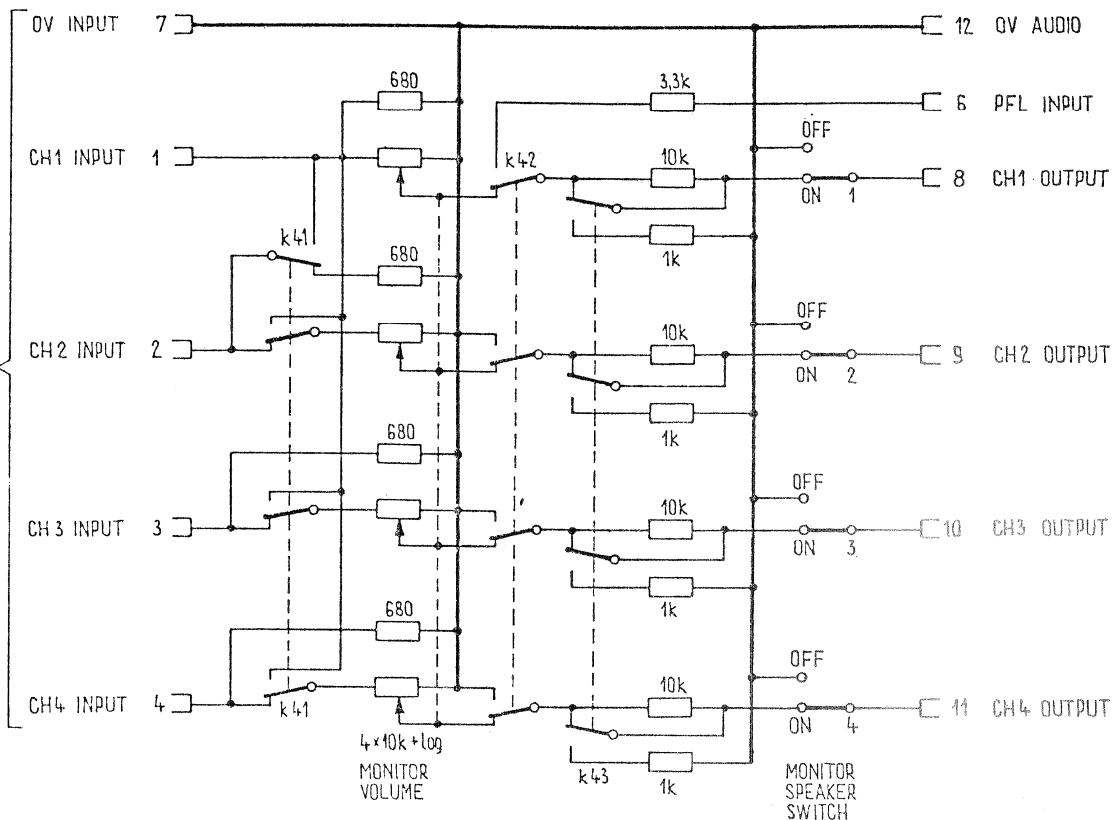 0V INPUT 7
12 0V AUDIO
680
3,3k
6 PFL INPUT
OFF
CH1 INPUT 1
k42
10k
ON 1
8 CH1 OUTPUT
k41
680
1k
OFF
CH2 INPUT 2
10k
ON 2
9 CH2 OUTPUT
680
1k
OFF
CH3 INPUT 3
10k
ON 3
10 CH3 OUTPUT
680
1k
OFF
CH4 INPUT 4
k41
10k
ON 4
11 CH4 OUTPUT
4x10k+log
MONITOR
VOLUME
k43
1k
MONITOR
SPEAKER
SWITCH